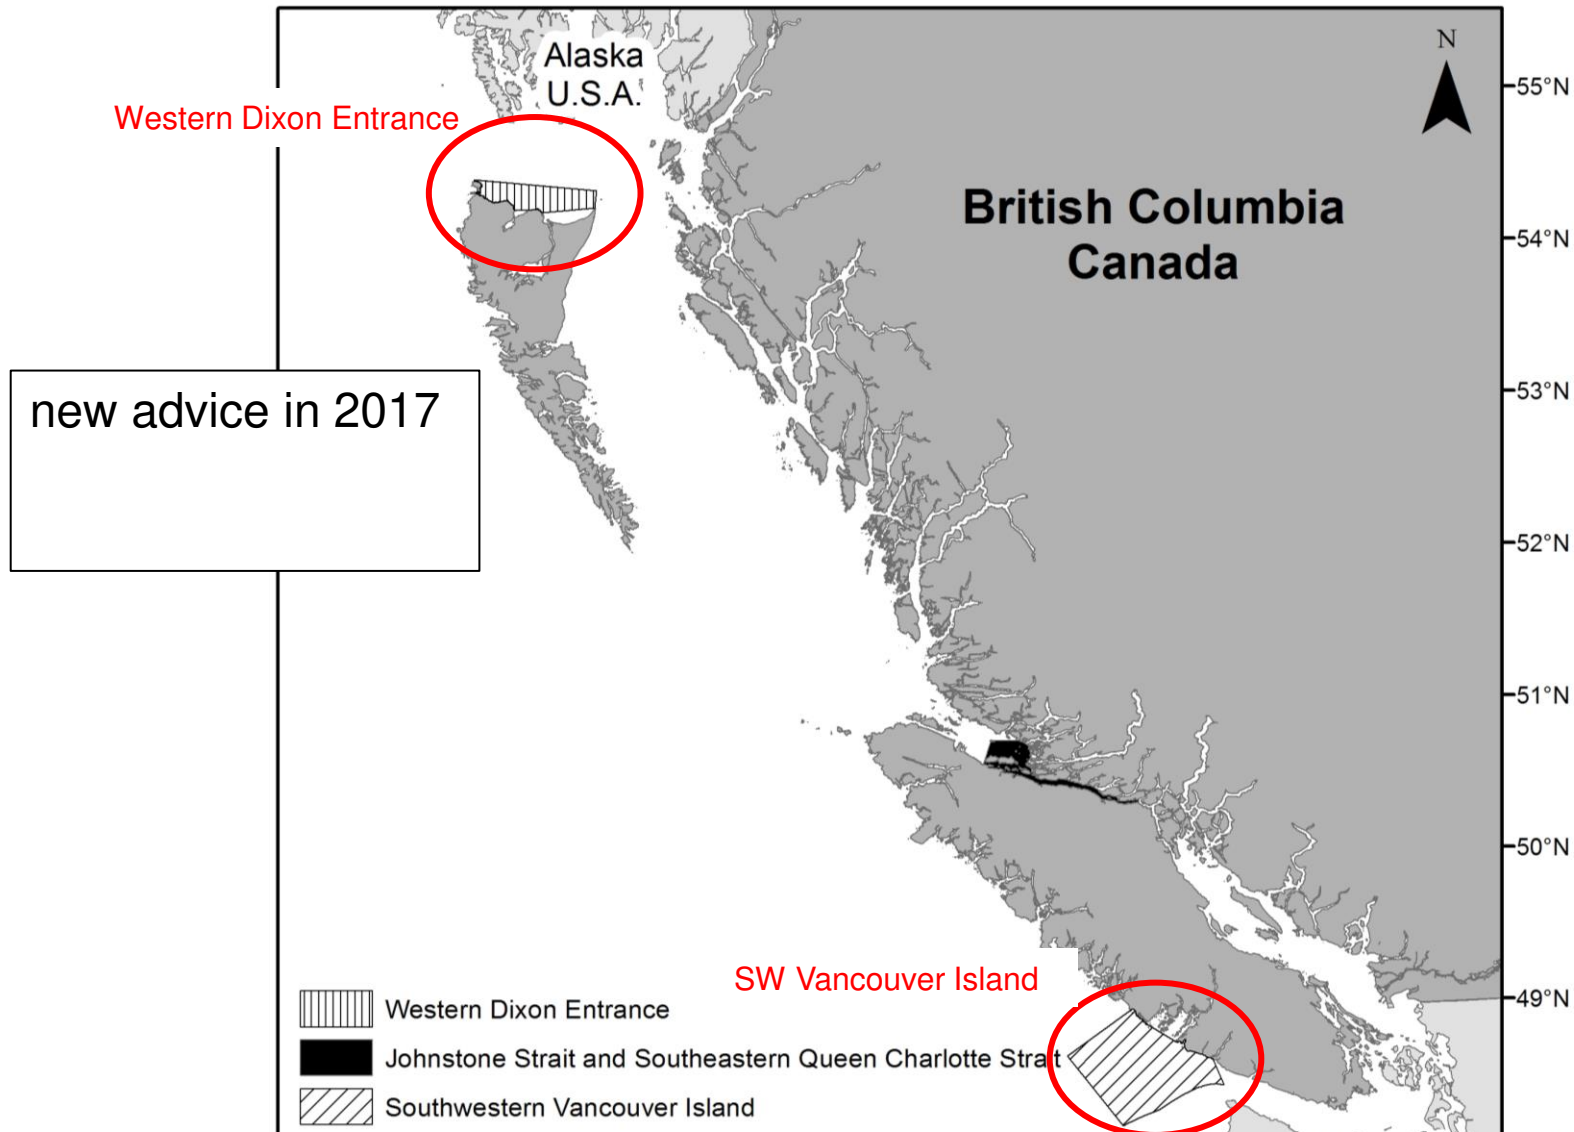 Alaska
U.S.A.
N
55°N
Western Dixon Entrance
British Columbia
Canada
54°N
new advice in 2017
53°N
52°N
51°N
50°N
SW Vancouver Island
49°N
Western Dixon Entrance
Johnstone Strait and Southeastern Queen Charlotte Strait
Southwestern Vancouver Island